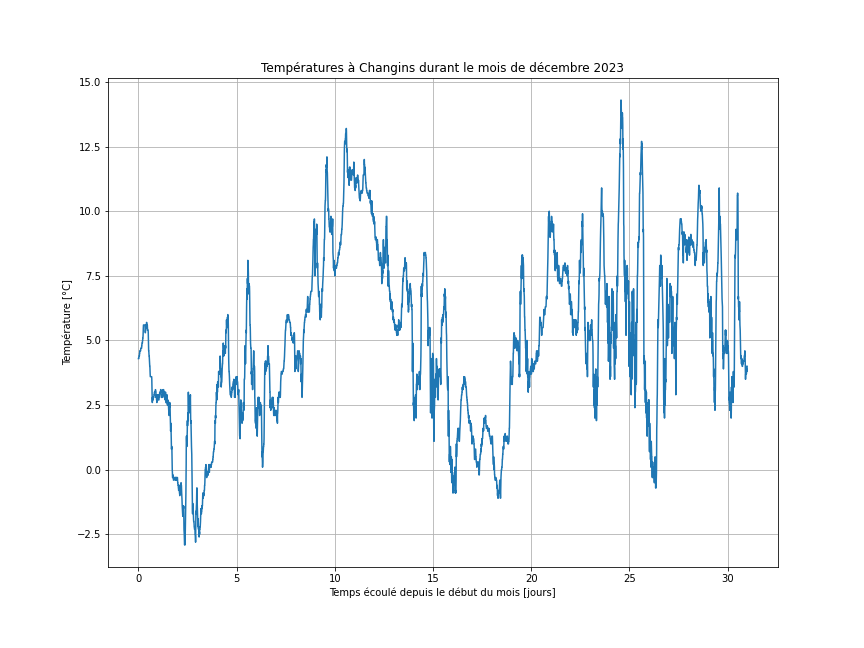 Températures à Changins durant le mois de décembre 2023
15.0
12.5
10.0
7.5
5.0
2.5
0.0
−2.5
Température [°C]
0 5 10 15 20 25 30
Temps écoulé depuis le début du mois [jours]